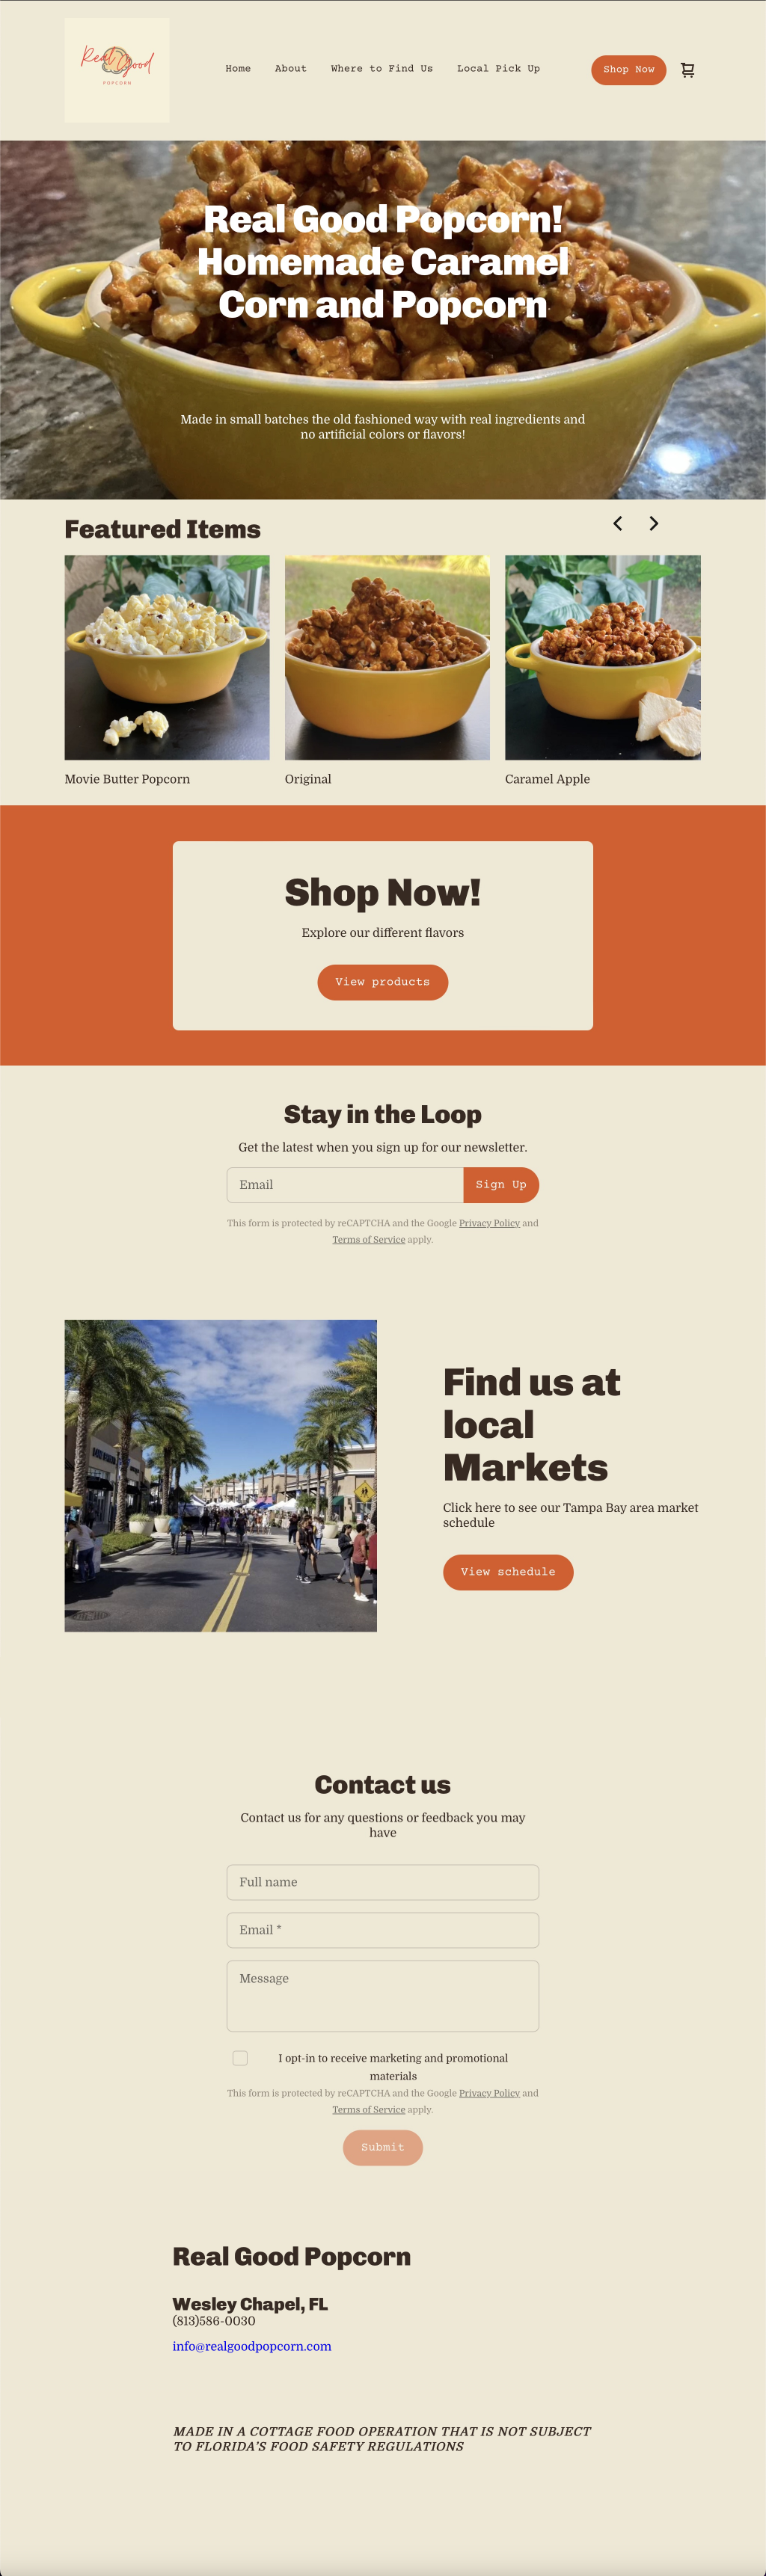 Real Good
POPCORN
Home About Where to Find Us Local Pick Up Shop Now
Real Good Popcorn!
Homemade Caramel
Corn and Popcorn
Made in small batches the old fashioned way with real ingredients and
no artificial colors or flavors!
Featured Items
Movie Butter Popcorn
Original
Caramel Apple
Shop Now!
Explore our different flavors
View products
Stay in the Loop
Get the latest when you sign up for our newsletter.
Email Sign Up
This form is protected by reCAPTCHA and the Google Privacy Policy and
Terms of Service apply.
Find us at
local
Markets
Click here to see our Tampa Bay area market
schedule
View schedule
Contact us
Contact us for any questions or feedback you may
have
Full name
Email *
Message
I opt-in to receive marketing and promotional
materials
This form is protected by reCAPTCHA and the Google Privacy Policy and
Terms of Service apply.
Submit
Real Good Popcorn
Wesley Chapel, FL
(813)586-0030
info@realgoodpopcorn.com
MADE IN A COTTAGE FOOD OPERATION THAT IS NOT SUBJECT
TO FLORIDA'S FOOD SAFETY REGULATIONS